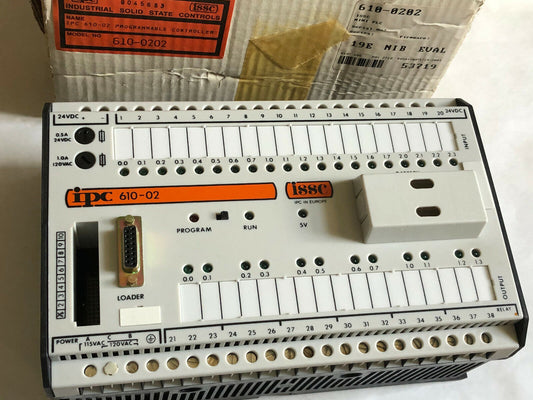 0045683
INDUSTRIAL SOLID STATE CONTROLS issc
NAME IPC 610-02 PROGRAMMABLE CONTROLLER
MODEL NO 610-0202
610-0202
MINI PLC
19E NIB EVAL
53719
24VDC + - 1 2 3 4 5 6 7 8 9 10 11 12 13 14 15 16 17 18 19 20 24VDC
0.5A 24VDC
1.0A 120VAC
INPUT
0.0 0.1 0.2 0.3 0.4 0.5 0.6 0.7 1.0 1.1 1.2 1.3 1.4 1.5 1.6 1.7 2.0 2.1 2.2 2.3
ipc 610-02 issc
IPC IN EUROPE
PROGRAM RUN 5V
LOADER
0.0 0.1 0.2 0.3 0.4 0.5 0.6 0.7 1.0 1.1 1.2 1.3
OUTPUT
RELAY
POWER A C B 21 22 23 24 25 26 27 28 29 30 31 32 33 34 35 36 37 38
115VAC 120VAC